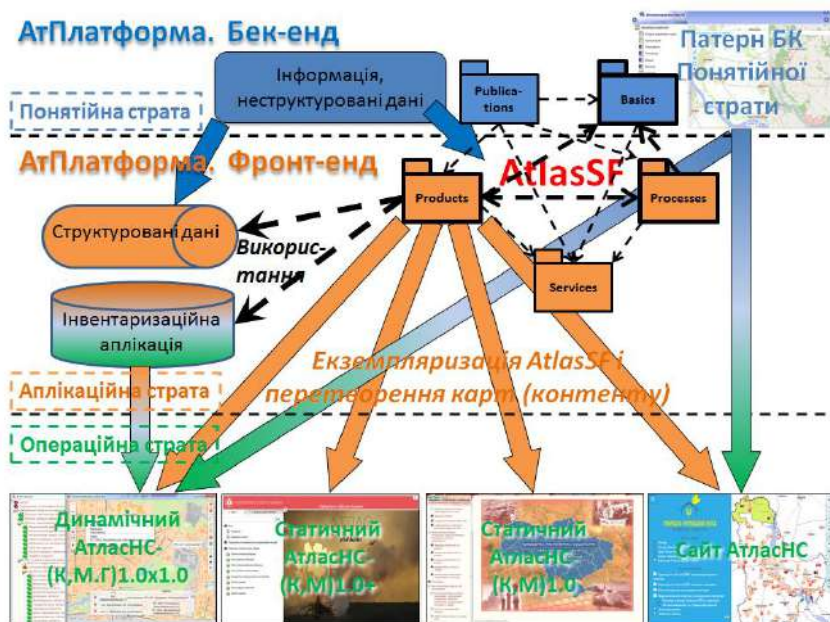 АтПлатформа. Бек-енд
Інформація,
неструктуровані дані
Publica-
tions
Basics
Патерн БК
Понятійної
страти
Понятійна страта
АтПлатформа. Фронт-енд
AtlasSF
Products
Processes
Структуровані дані
Викорис-
тання
Services
Інвентаризаційна
аплікація
Екземпляризація AtlasSF і
перетворення карт (контенту)
Аплікаційна страта
Операційна страта
Динамічний
АтласНС-
(К,М.Г)1.0x1.0
Статичний
АтласНС-
(К,М)1.0+
Статичний
АтласНС-
(К,М)1.0
Сайт АтласНС